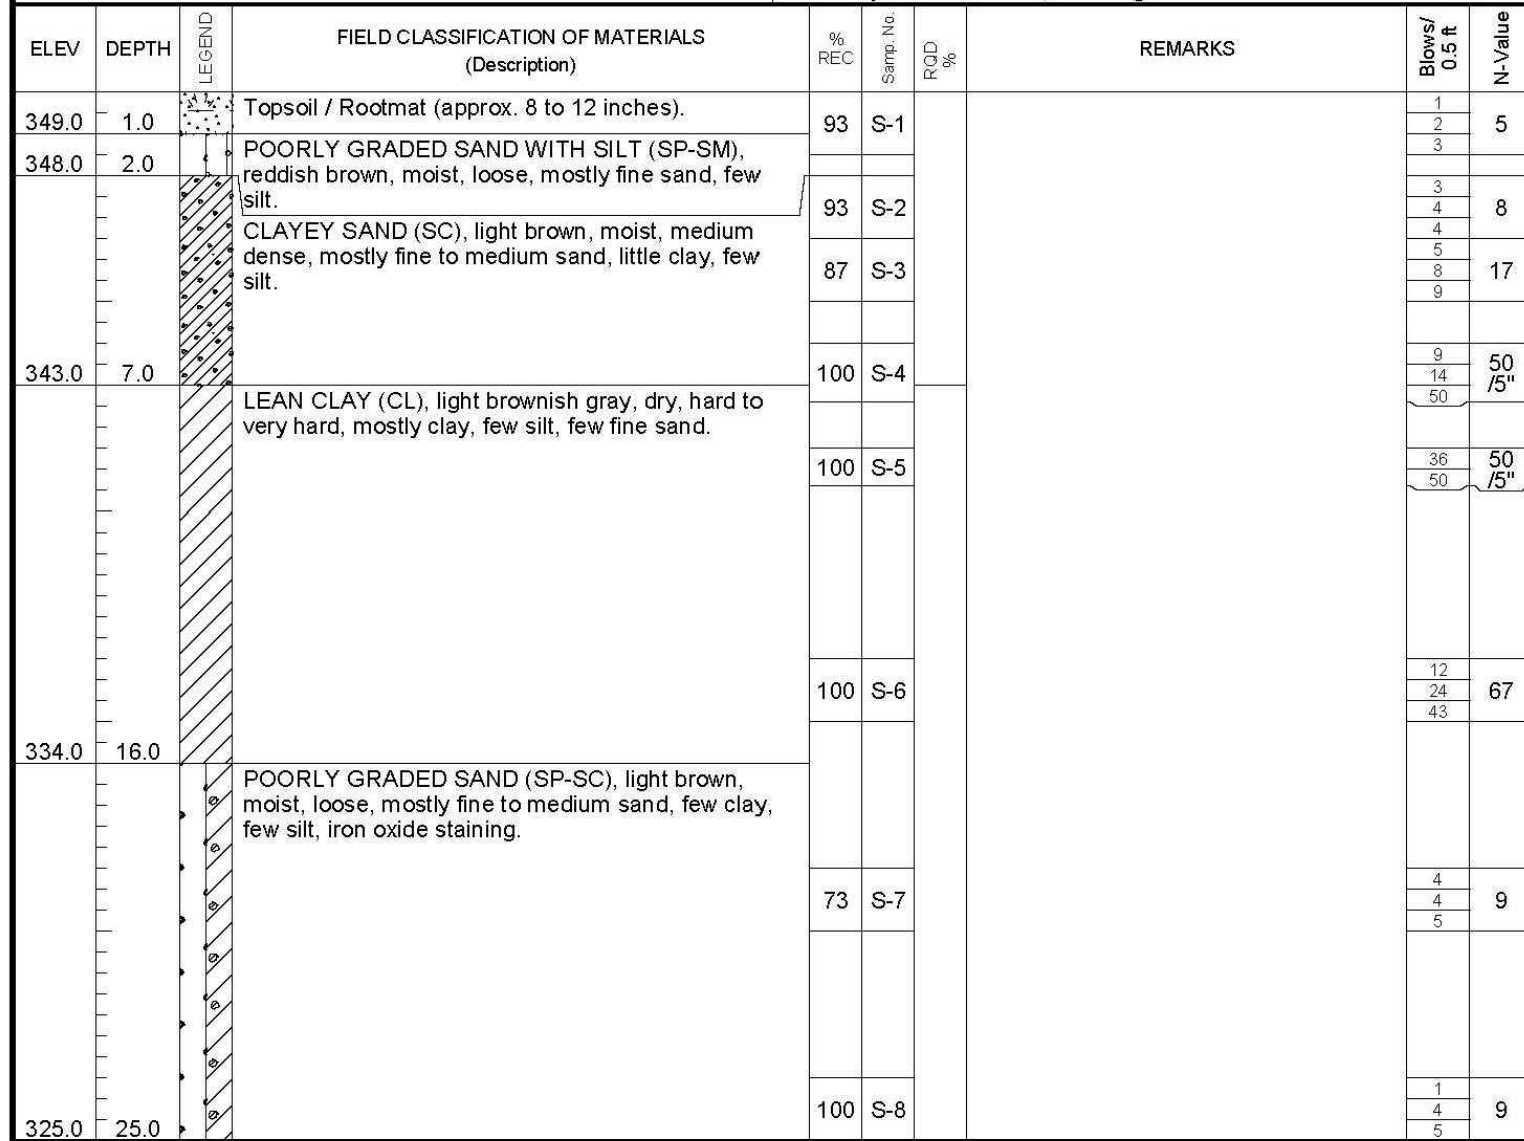 ELEV DEPTH LEGEND FIELD CLASSIFICATION OF MATERIALS (Description) % REC Samp. No. RQD % REMARKS Blows/ 0.5 ft N-Value
Topsoil / Rootmat (approx. 8 to 12 inches).
349.0 1.0 93 S-1 1 2 3 5
POORLY GRADED SAND WITH SILT (SP-SM),
348.0 2.0
reddish brown, moist, loose, mostly fine sand, few
silt.
93 S-2 3 4 4 8
CLAYEY SAND (SC), light brown, moist, medium
dense, mostly fine to medium sand, little clay, few
silt.
87 S-3 5 8 9 17
343.0 7.0 100 S-4 9 14 50 50 /5"
LEAN CLAY (CL), light brownish gray, dry, hard to
very hard, mostly clay, few silt, few fine sand.
100 S-5 36 50 50 /5"
100 S-6 12 24 43 67
334.0 16.0
POORLY GRADED SAND (SP-SC), light brown,
moist, loose, mostly fine to medium sand, few clay,
few silt, iron oxide staining.
73 S-7 4 4 5 9
100 S-8 1 4 5 9
325.0 25.0